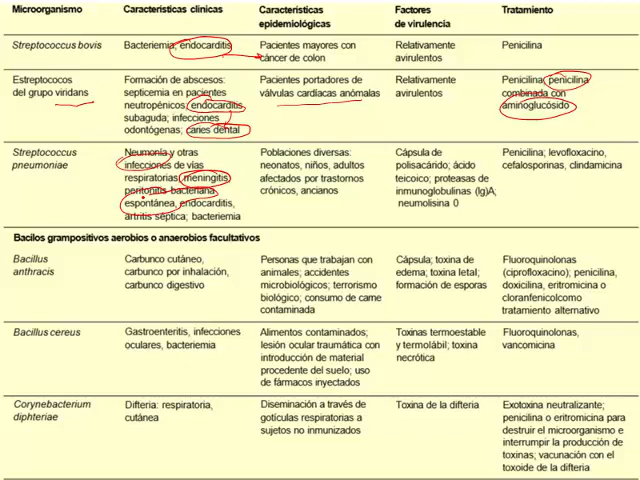 Microorganismo Características clínicas Características epidemiológicas Factores de virulencia Tratamiento
Streptococcus bovis
Bacteriemia; endocarditis
Pacientes mayores con
cáncer de colon
Relativamente
avirulentos
Penicilina
Estreptococos
del grupo viridans
Formación de abscesos:
septicemia en pacientes
neutropénicos; endocarditis
subaguda; infecciones
odontógenas; caries dental
Pacientes portadores de
válvulas cardíacas anómalas
Relativamente
avirulentos
Penicilina; penicilina
combinada con
aminoglucósido
Streptococcus
pneumoniae
Neumonía y otras
infecciones de vías
respiratorias; meningitis;
peritonitis bacteriana
espontánea, endocarditis,
artritis séptica; bacteriemia
Poblaciones diversas:
neonatos, niños, adultos
afectados por trastornos
crónicos, ancianos
Cápsula de
polisacárido; ácido
teicoico; proteasas de
inmunoglobulinas (Ig)A;
neumolisina 0
Penicilina; levofloxacino,
cefalosporinas, clindamicina
Bacilos grampositivos aerobios o anaerobios facultativos
Bacillus
anthracis
Carbunco cutáneo,
carbunco por inhalación,
carbunco digestivo
Personas que trabajan con
animales; accidentes
microbiológicos; terrorismo
biológico; consumo de carne
contaminada
Cápsula; toxina de
edema; toxina letal;
formación de esporas
Fluoroquinolonas
(ciprofloxacino); penicilina,
doxicilina, eritromicina o
cloranfenicolcomo
tratamiento alternativo
Bacillus cereus
Gastroenteritis, infecciones
oculares, bacteriemia
Alimentos contaminados;
lesión ocular traumática con
introducción de material
procedente del suelo; uso
de fármacos inyectados
Toxinas termoestable
y termolábil; toxina
necrótica
Fluoroquinolonas,
vancomicina
Corynebacterium
diphteriae
Difteria: respiratoria,
cutánea
Diseminación a través de
gotículas respiratorias a
sujetos no inmunizados
Toxina de la difteria
Exotoxina neutralizante;
penicilina o eritromicina para
destruir el microorganismo e
interrumpir la producción de
toxinas; vacunación con el
toxoide de la difteria